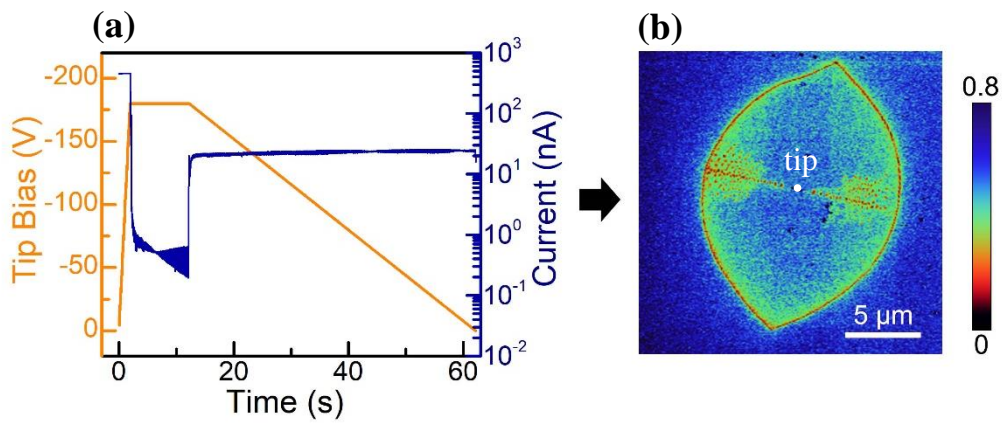 (a)
Tip Bias (V)
-200
-150
-100
-50
0
0 20 40 60
Time (s)
10³
10²
10¹
10⁰
10⁻¹
10⁻²
Current (nA)
(b)
tip
5 μm
0.8
0